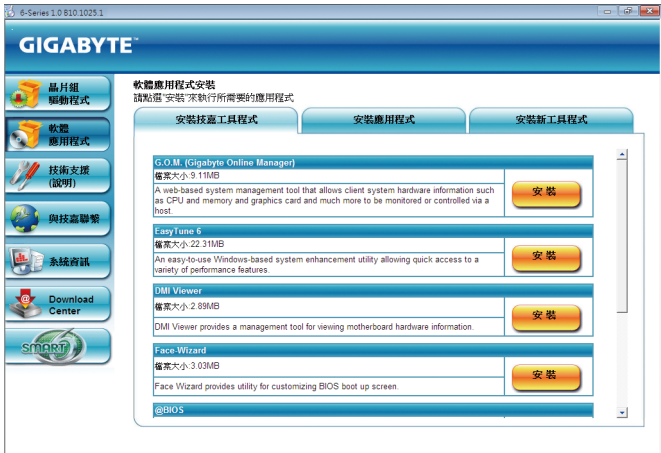 6-Series 1.0 B10.1025.1
GIGABYTE™
晶片組
驅動程式
軟體
應用程式
技術支援
(說明)
與技嘉聯繫
系統資訊
Download
Center
SMART 6
軟體應用程式安裝
請點選"安裝"來執行所需要的應用程式
安裝技嘉工具程式
安裝應用程式
安裝新工具程式
G.O.M. (Gigabyte Online Manager)
檔案大小:9.11MB
A web-based system management tool that allows client system hardware information such
as CPU and memory and graphics card and much more to be monitored or controlled via a
host.
安裝
EasyTune 6
檔案大小:22.31MB
An easy-to-use Windows-based system enhancement utility allowing quick access to a
variety of performance features.
安裝
DMI Viewer
檔案大小:2.89MB
DMI Viewer provides a management tool for viewing motherboard hardware information.
安裝
Face-Wizard
檔案大小:3.03MB
Face Wizard provides utility for customizing BIOS boot up screen.
安裝
@BIOS